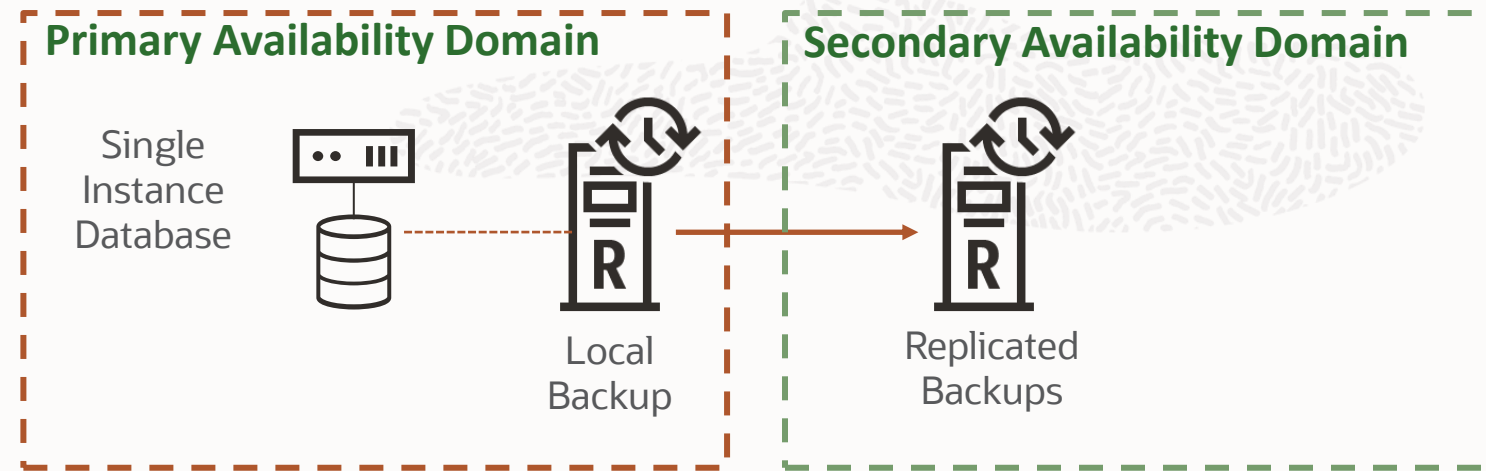 Primary Availability Domain
Secondary Availability Domain
Single
Instance
Database
R
Local
Backup
R
Replicated
Backups